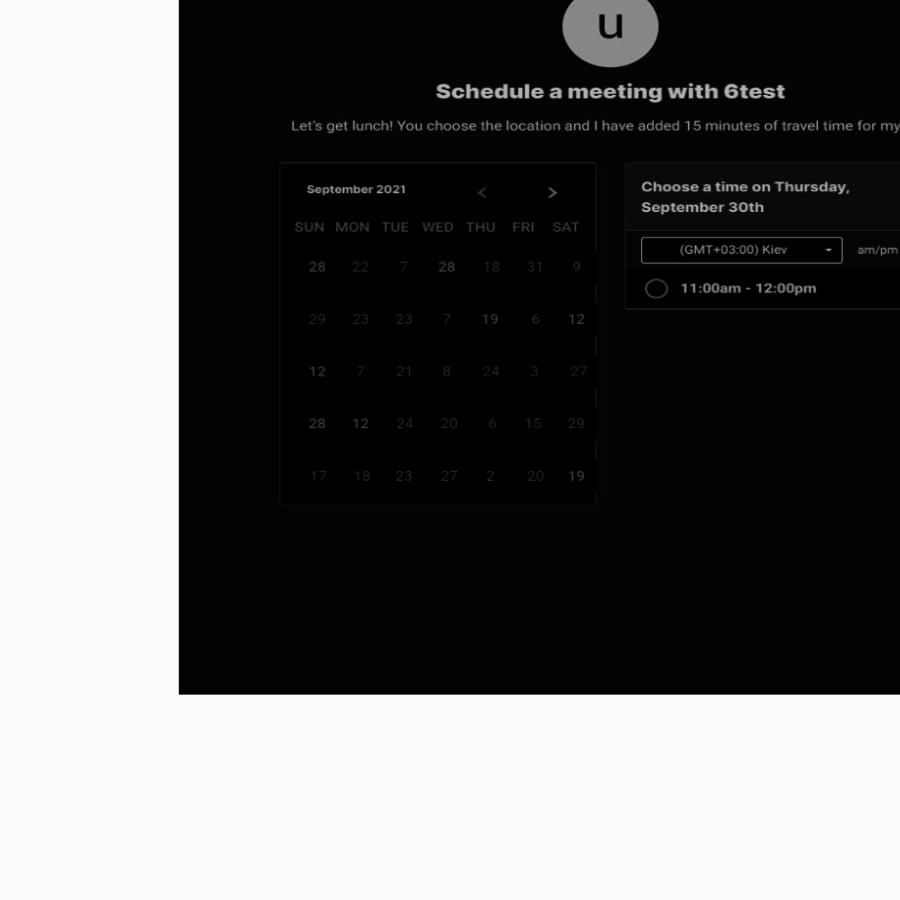 u
Schedule a meeting with 6test
Let's get lunch! You choose the location and I have added 15 minutes of travel time for my
September 2021 < >
SUN MON TUE WED THU FRI SAT
28 22 7 28 18 31 9
29 23 23 7 19 6 12
12 7 21 8 24 3 27
28 12 24 20 6 15 29
17 18 23 27 2 20 19
Choose a time on Thursday,
September 30th
(GMT+03:00) Kiev am/pm
11:00am - 12:00pm